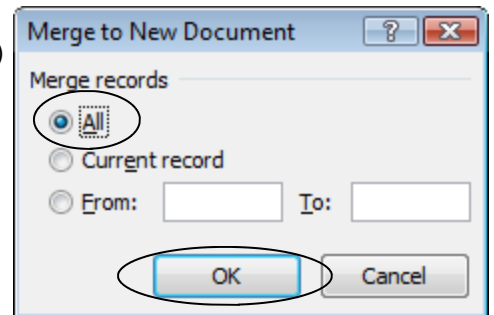 Merge to New Document
Merge records
All
Current record
From: To:
OK Cancel